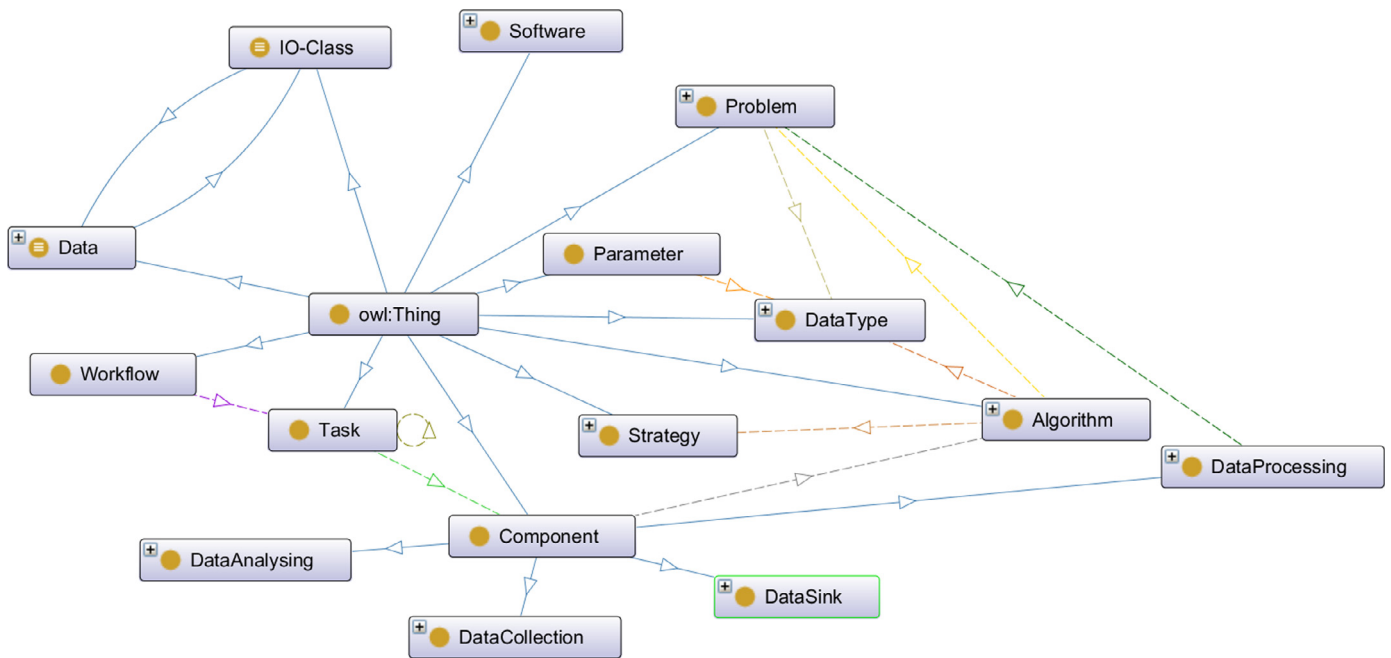 IO-Class
Software
Problem
Data
Parameter
owl:Thing
DataType
Workflow
Task
Strategy
Algorithm
DataProcessing
Component
DataAnalysing
DataSink
DataCollection